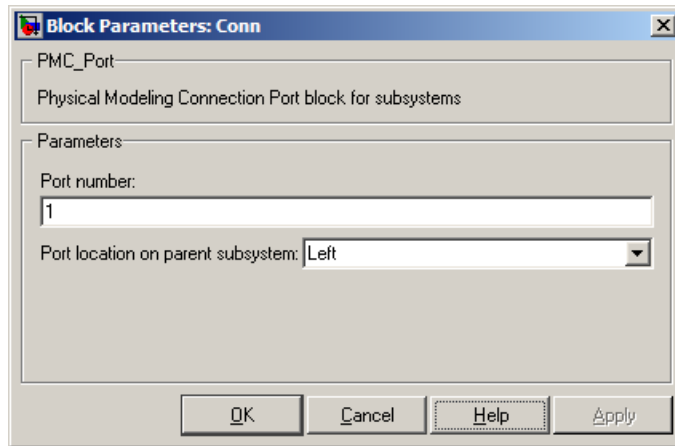 Block Parameters: Conn
PMC_Port
Physical Modeling Connection Port block for subsystems
Parameters
Port number:
1
Port location on parent subsystem: Left
OK Cancel Help Apply